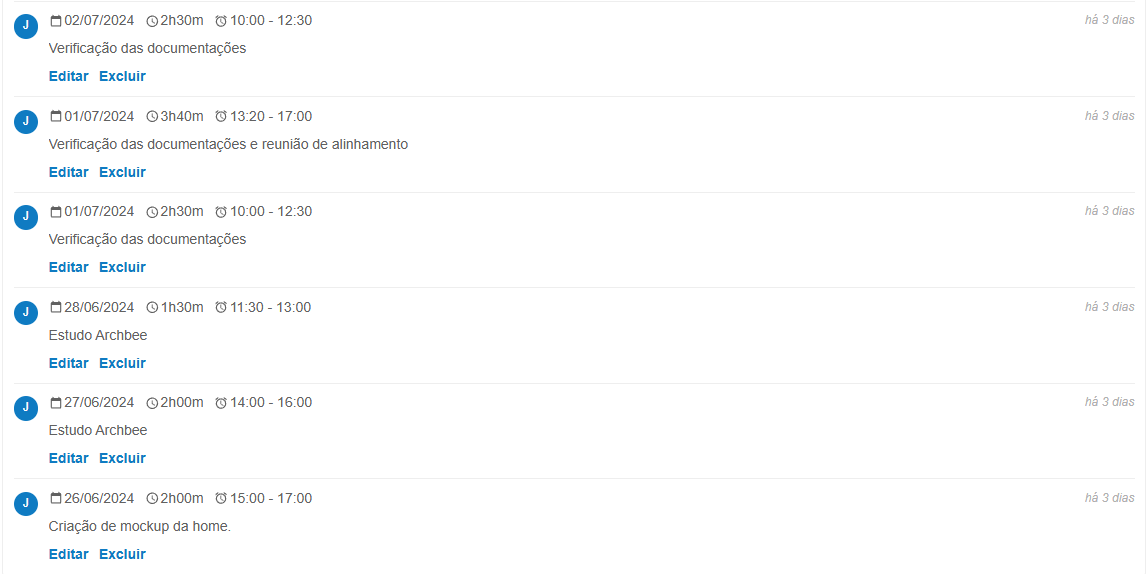 J 02/07/2024 2h30m 10:00 - 12:30 há 3 dias
Verificação das documentações
Editar Excluir
J 01/07/2024 3h40m 13:20 - 17:00 há 3 dias
Verificação das documentações e reunião de alinhamento
Editar Excluir
J 01/07/2024 2h30m 10:00 - 12:30 há 3 dias
Verificação das documentações
Editar Excluir
J 28/06/2024 1h30m 11:30 - 13:00 há 3 dias
Estudo Archbee
Editar Excluir
J 27/06/2024 2h00m 14:00 - 16:00 há 3 dias
Estudo Archbee
Editar Excluir
J 26/06/2024 2h00m 15:00 - 17:00 há 3 dias
Criação de mockup da home.
Editar Excluir